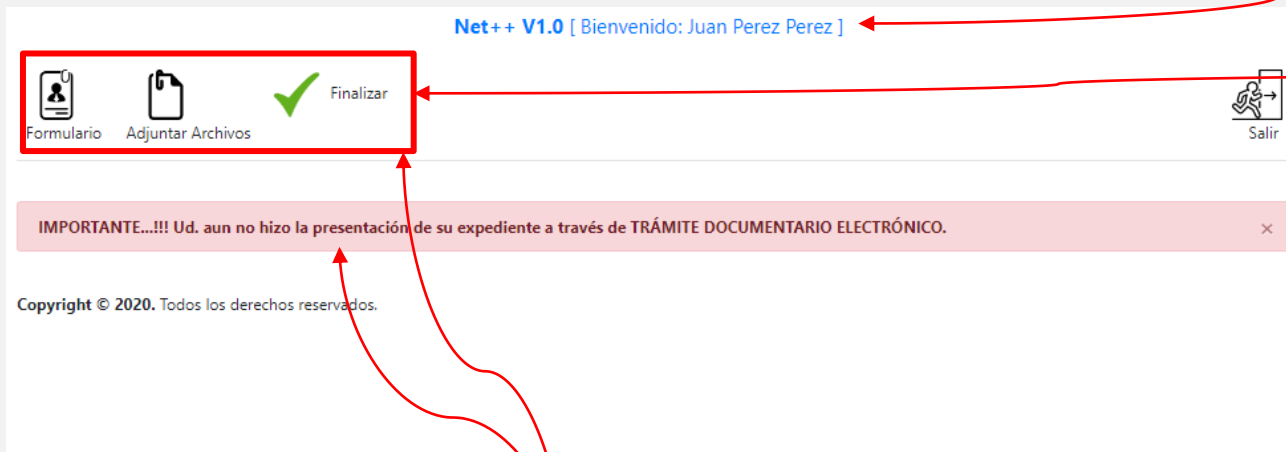 Net++ V1.0 [ Bienvenido: Juan Perez Perez ]
Finalizar
Formulario Adjuntar Archivos
Salir
IMPORTANTE...!!! Ud. aun no hizo la presentación de su expediente a través de TRÁMITE DOCUMENTARIO ELECTRÓNICO. ×
Copyright © 2020. Todos los derechos reservados.